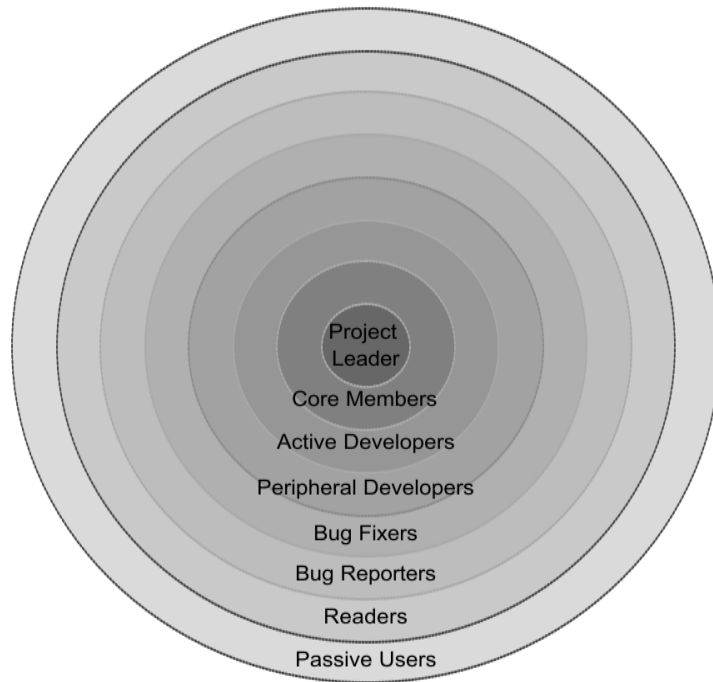 Project
Leader
Core Members
Active Developers
Peripheral Developers
Bug Fixers
Bug Reporters
Readers
Passive Users